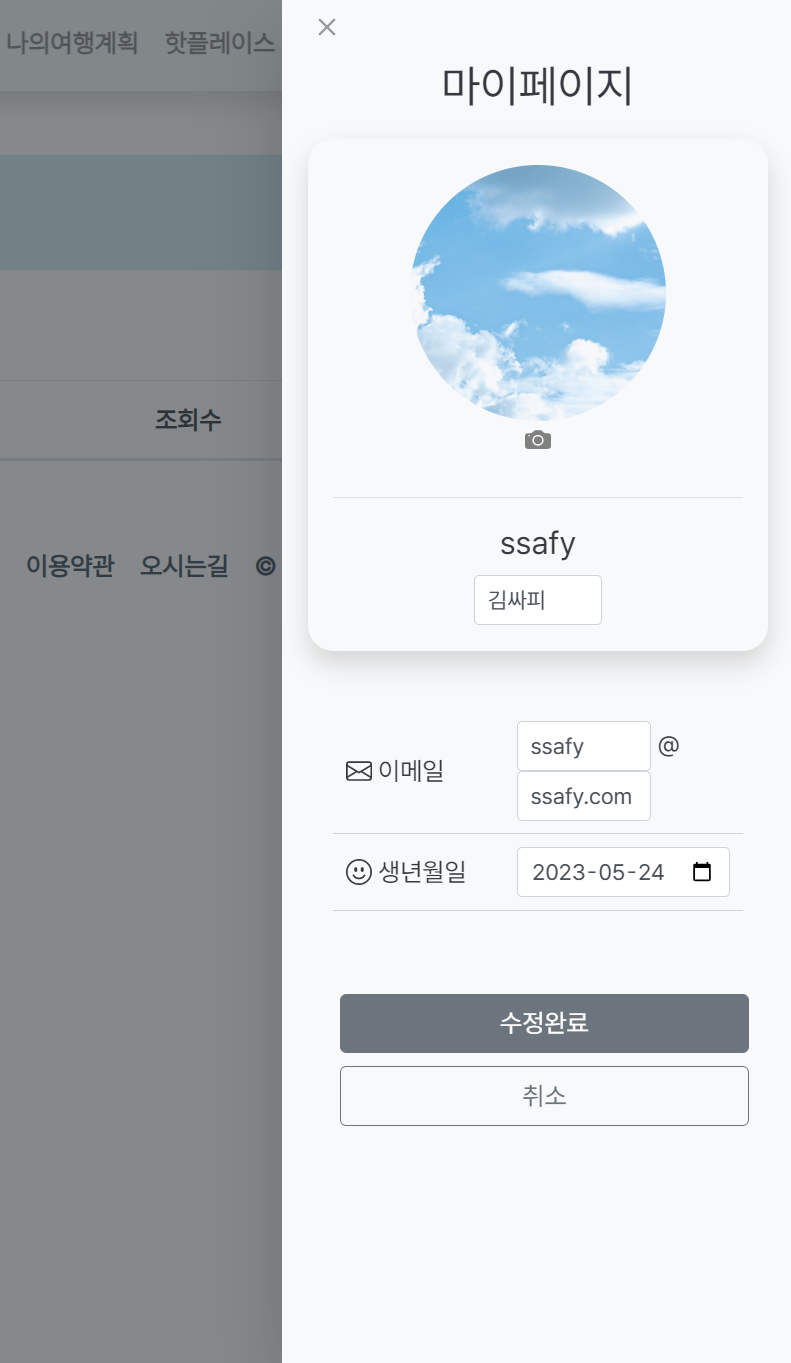 나의여행계획 핫플레이스
마이페이지
조회수
이용약관 오시는길 ©
ssafy
김싸피
이메일
ssafy @
ssafy.com
생년월일 2023-05-24
수정완료
취소